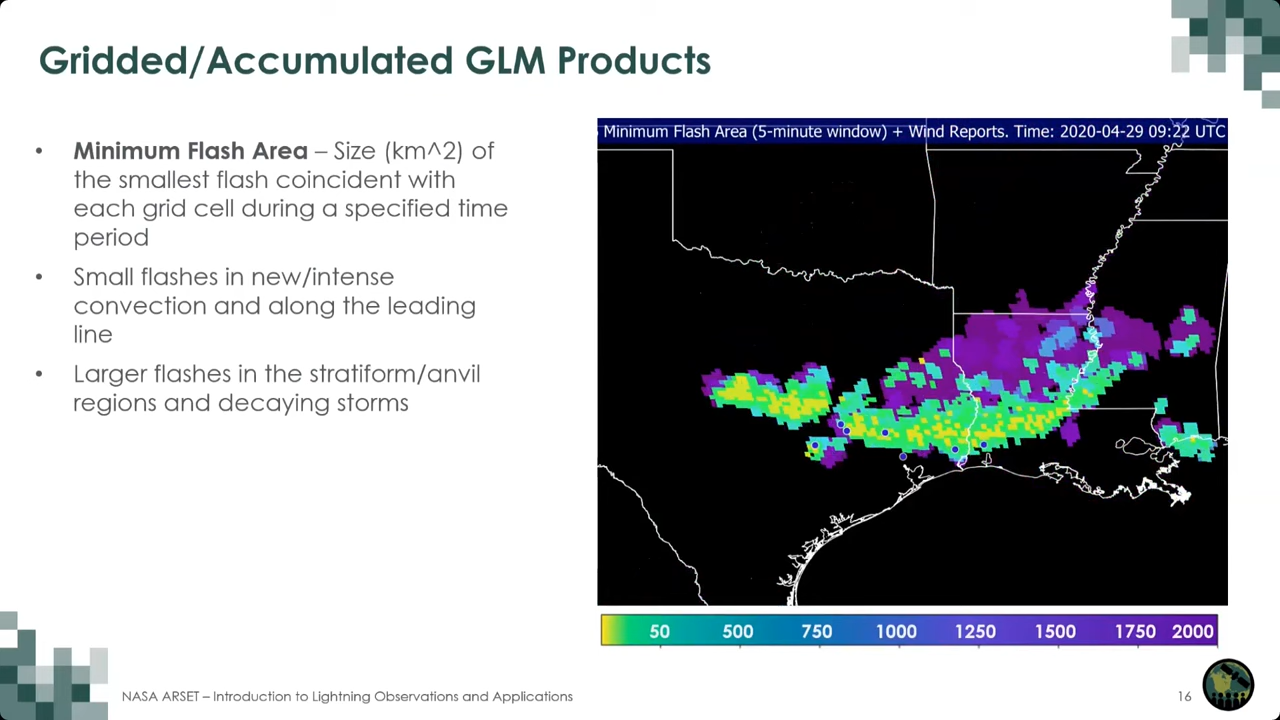 Gridded/Accumulated GLM Products
• Minimum Flash Area – Size (km^2) of
the smallest flash coincident with
each grid cell during a specified time
period
• Small flashes in new/intense
convection and along the leading
line
• Larger flashes in the stratiform/anvil
regions and decaying storms
Minimum Flash Area (5-minute window) + Wind Reports. Time: 2020-04-29 09:22 UTC
50 500 750 1000 1250 1500 1750 2000
NASA ARSET – Introduction to Lightning Observations and Applications
16